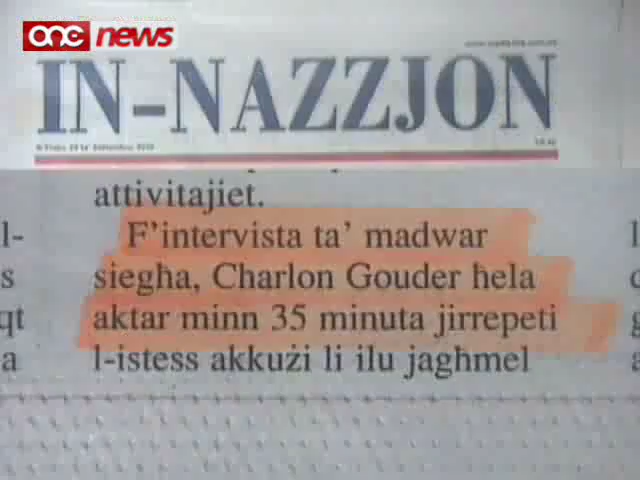 one news
IN-NAZZJON
attivitajiet.
l- F'intervista ta' madwar l
s siegħa, Charlon Gouder ħela
qt aktar minn 35 minuta jirrepeti g
a l-istess akkużi li ilu jagħmel a